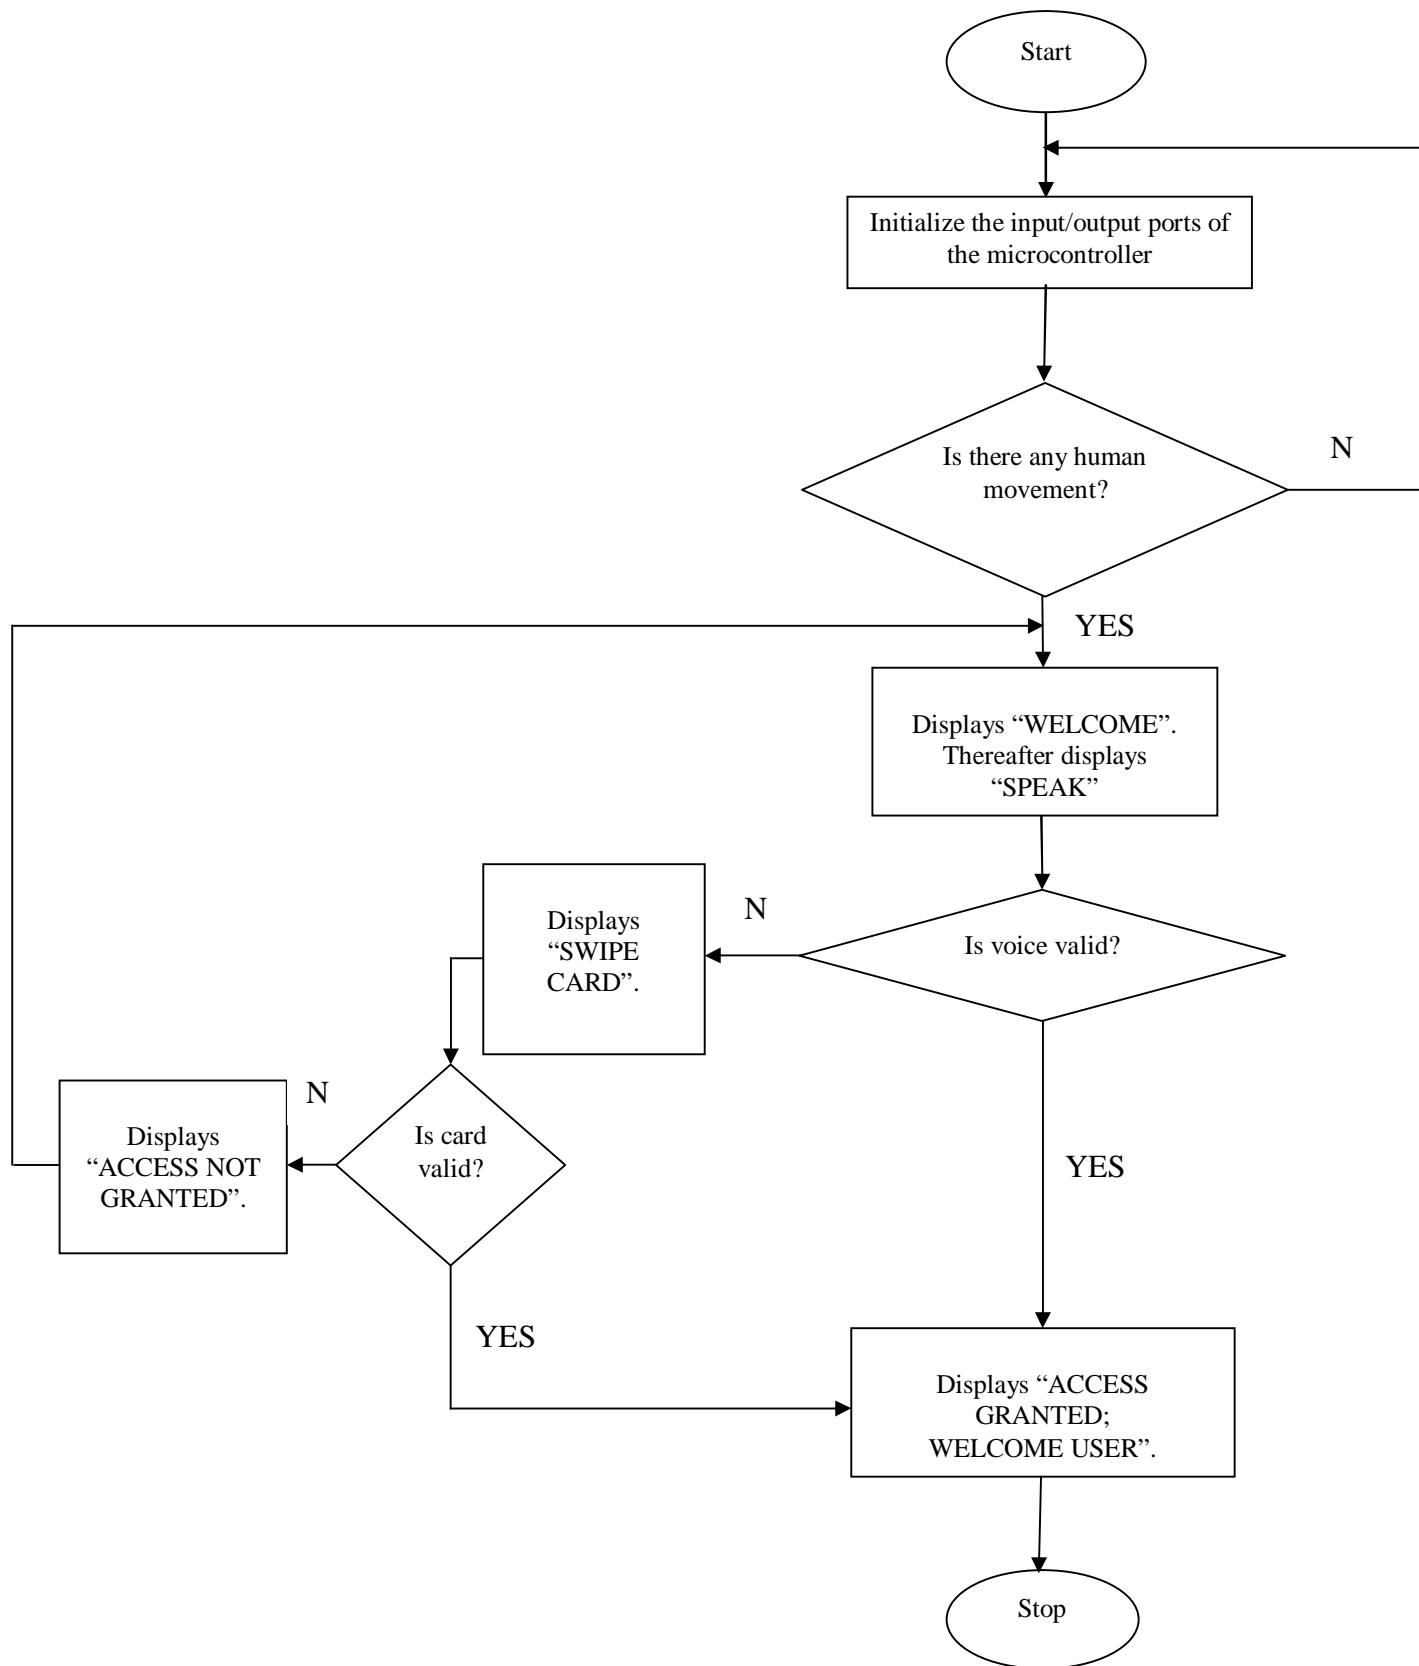 Start
Initialize the input/output ports of
the microcontroller
Is there any human
movement?
N
YES
Displays “WELCOME”.
Thereafter displays
“SPEAK”
Is voice valid?
N
Displays
“SWIPE
CARD”.
Is card
valid?
N
Displays
“ACCESS NOT
GRANTED”.
YES
YES
Displays “ACCESS
GRANTED;
WELCOME USER”.
Stop